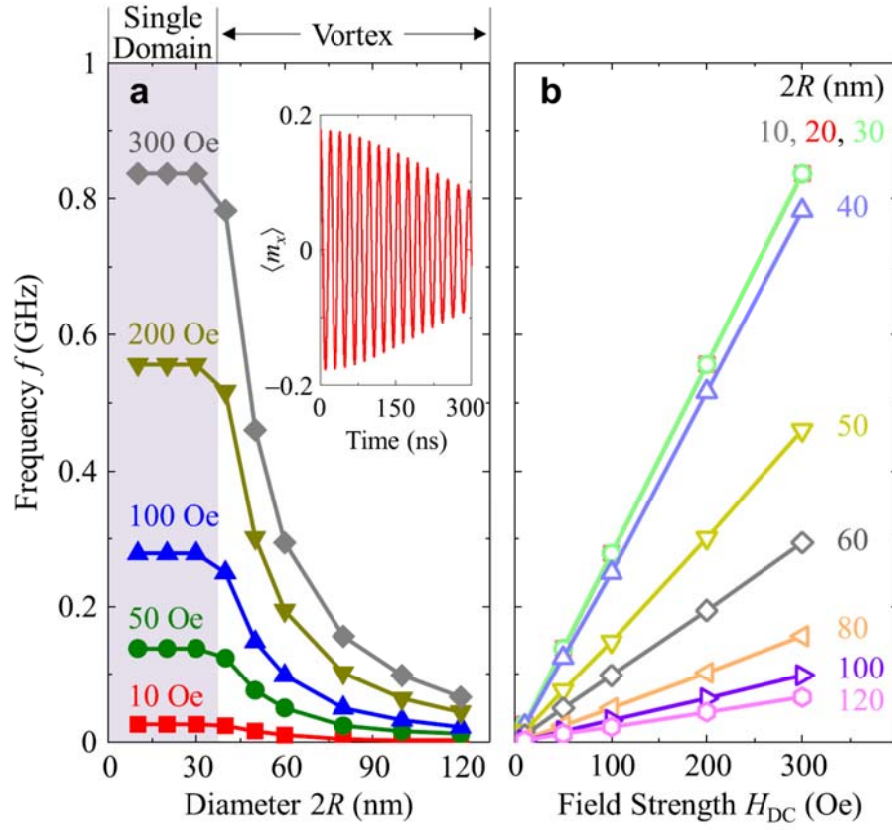 Single
Domain
Vortex
a
b
1
0.8
0.6
0.4
0.2
0
Frequency f (GHz)
300 Oe
200 Oe
100 Oe
50 Oe
10 Oe
0.2
0
−0.2
⟨mₓ⟩
0 150 300
Time (ns)
0 30 60 90 120
Diameter 2R (nm)
2R (nm)
10, 20, 30
40
50
60
80
100
120
0 100 200 300
Field Strength H_DC (Oe)